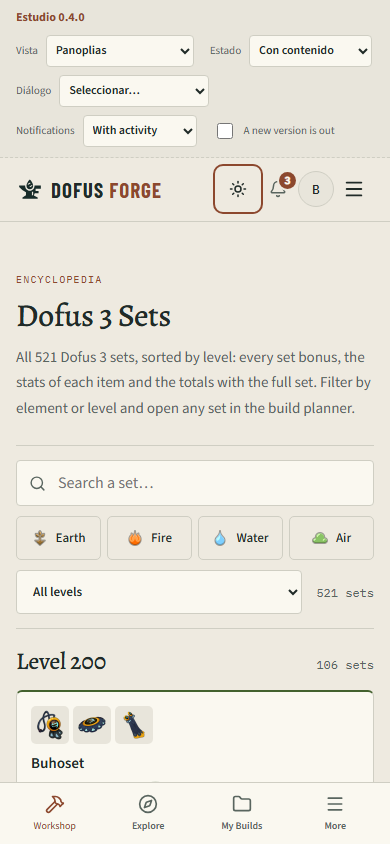 Estudio 0.4.0
Vista Panoplias Estado Con contenido
Diálogo Seleccionar...
Notifications With activity A new version is out
DOFUS FORGE 3 B
ENCYCLOPEDIA
Dofus 3 Sets
All 521 Dofus 3 sets, sorted by level: every set bonus, the
stats of each item and the totals with the full set. Filter by
element or level and open any set in the build planner.
Search a set...
Earth Fire Water Air
All levels 521 sets
Level 200 106 sets
Buhoset
Workshop Explore My Builds More